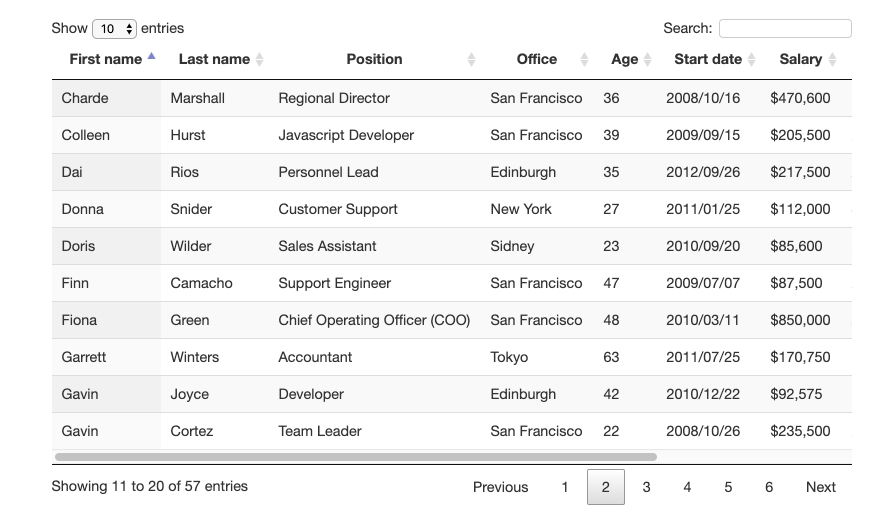 Show 10 entries Search:
First name Last name Position Office Age Start date Salary
Charde Marshall Regional Director San Francisco 36 2008/10/16 $470,600
Colleen Hurst Javascript Developer San Francisco 39 2009/09/15 $205,500
Dai Rios Personnel Lead Edinburgh 35 2012/09/26 $217,500
Donna Snider Customer Support New York 27 2011/01/25 $112,000
Doris Wilder Sales Assistant Sidney 23 2010/09/20 $85,600
Finn Camacho Support Engineer San Francisco 47 2009/07/07 $87,500
Fiona Green Chief Operating Officer (COO) San Francisco 48 2010/03/11 $850,000
Garrett Winters Accountant Tokyo 63 2011/07/25 $170,750
Gavin Joyce Developer Edinburgh 42 2010/12/22 $92,575
Gavin Cortez Team Leader San Francisco 22 2008/10/26 $235,500
Showing 11 to 20 of 57 entries Previous 1 2 3 4 5 6 Next